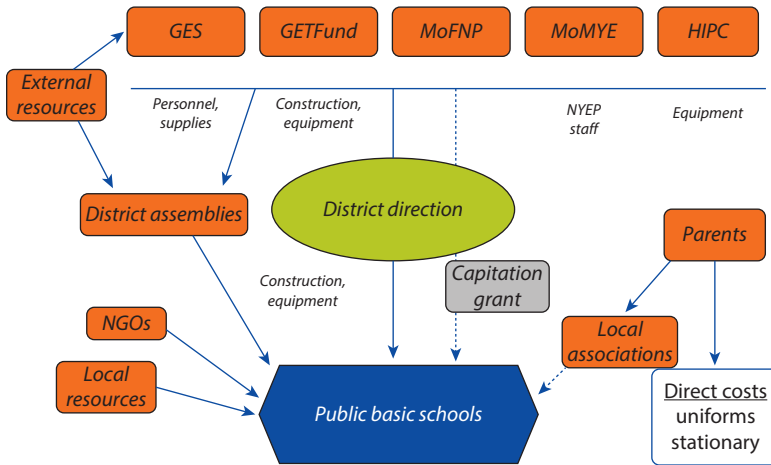 GES
GETFund
MoFNP
MoMYE
HIPC
External
resources
Personnel,
supplies
Construction,
equipment
NYEP
staff
Equipment
District assemblies
District direction
Parents
Construction,
equipment
Capitation
grant
NGOs
Local
associations
Local
resources
Public basic schools
Direct costs
uniforms
stationary